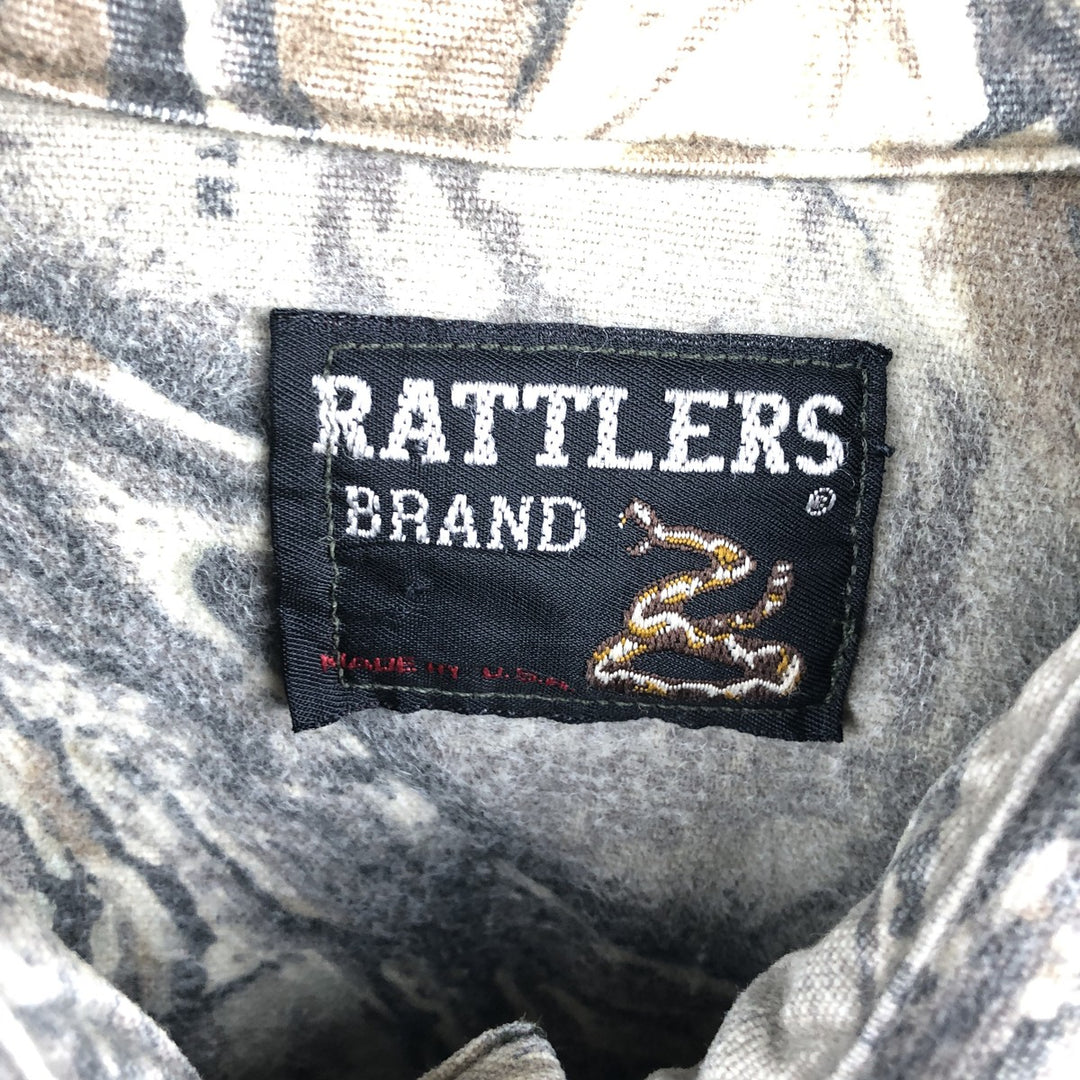 RATTLERS
®
BRAND
MADE IN U.S.A.